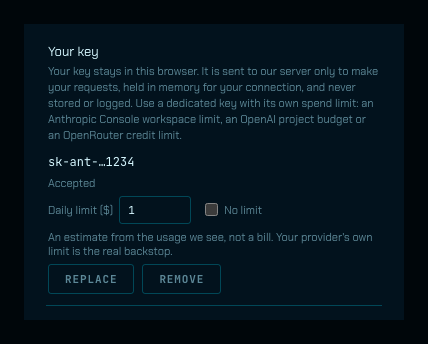 Your key
Your key stays in this browser. It is sent to our server only to make
your requests, held in memory for your connection, and never
stored or logged. Use a dedicated key with its own spend limit: an
Anthropic Console workspace limit, an OpenAI project budget or
an OpenRouter credit limit.
sk-ant-…1234
Accepted
Daily limit ($) 1 No limit
An estimate from the usage we see, not a bill. Your provider's own
limit is the real backstop.
REPLACE REMOVE